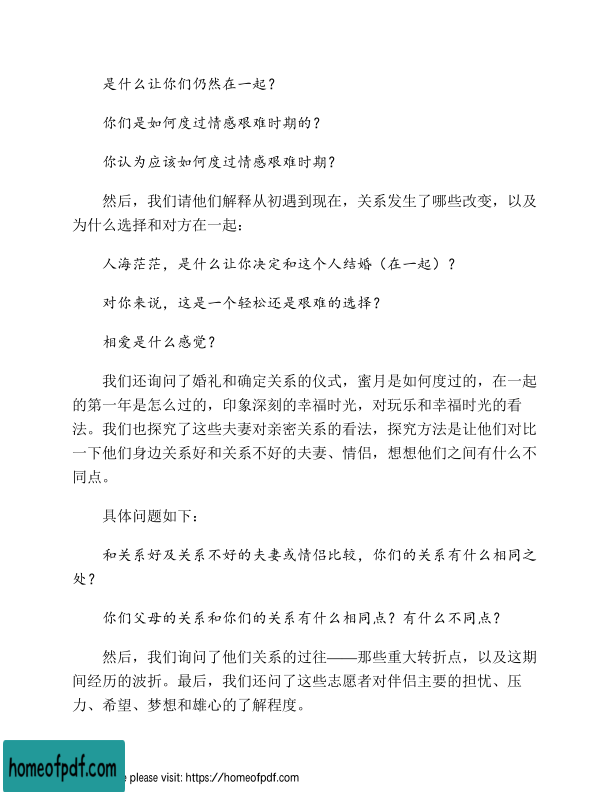 是什么让你们仍然在一起？
你们是如何度过情感艰难时期的？
你认为应该如何度过情感艰难时期？
然后，我们请他们解释从初遇到现在，关系发生了哪些改变，以及
为什么选择和对方在一起：
人海茫茫，是什么让你决定和这个人结婚（在一起）？
对你来说，这是一个轻松还是艰难的选择？
相爱是什么感觉？
我们还询问了婚礼和确定关系的仪式，蜜月是如何度过的，在一起
的第一年是怎么过的，印象深刻的幸福时光，对玩乐和幸福时光的看
法。我们也探究了这些夫妻对亲密关系的看法，探究方法是让他们对比
一下他们身边关系好和关系不好的夫妻、情侣，想想他们之间有什么不
同点。
具体问题如下：
和关系好及关系不好的夫妻或情侣比较，你们的关系有什么相同之
处？
你们父母的关系和你们的关系有什么相同点？有什么不同点？
然后，我们询问了他们关系的过往——那些重大转折点，以及这期
间经历的波折。最后，我们还问了这些志愿者对伴侣主要的担忧、压
力、希望、梦想和雄心的了解程度。
homeofpdf.com
please visit: https://homeofpdf.com